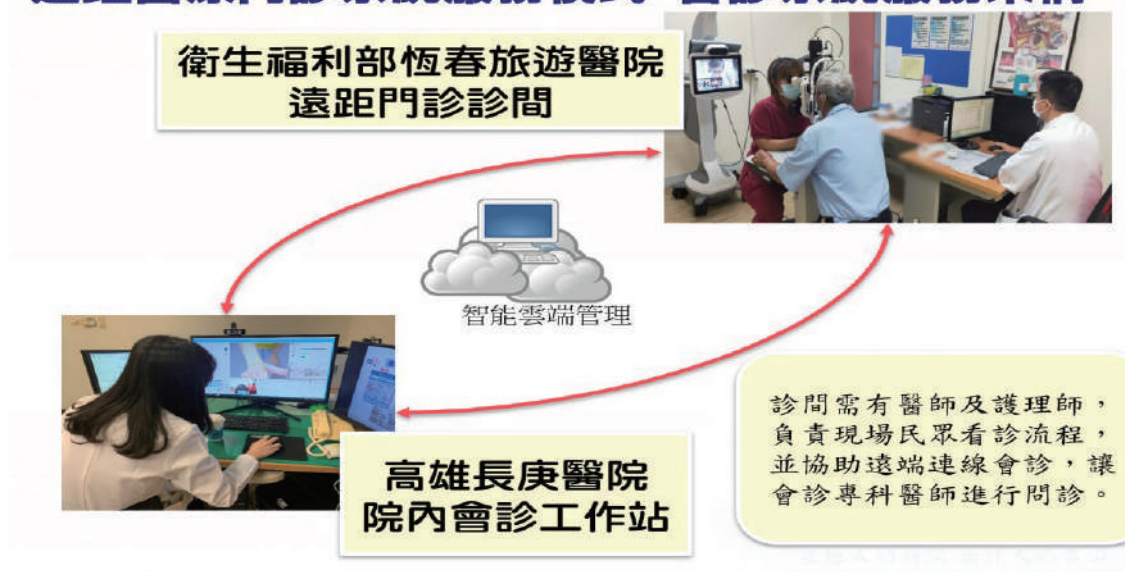 衛生福利部恆春旅遊醫院
遠距門診診間
智能雲端管理
高雄長庚醫院
院內會診工作站
診間需有醫師及護理師，
負責現場民眾看診流程，
並協助遠端連線會診，讓
會診專科醫師進行問診。